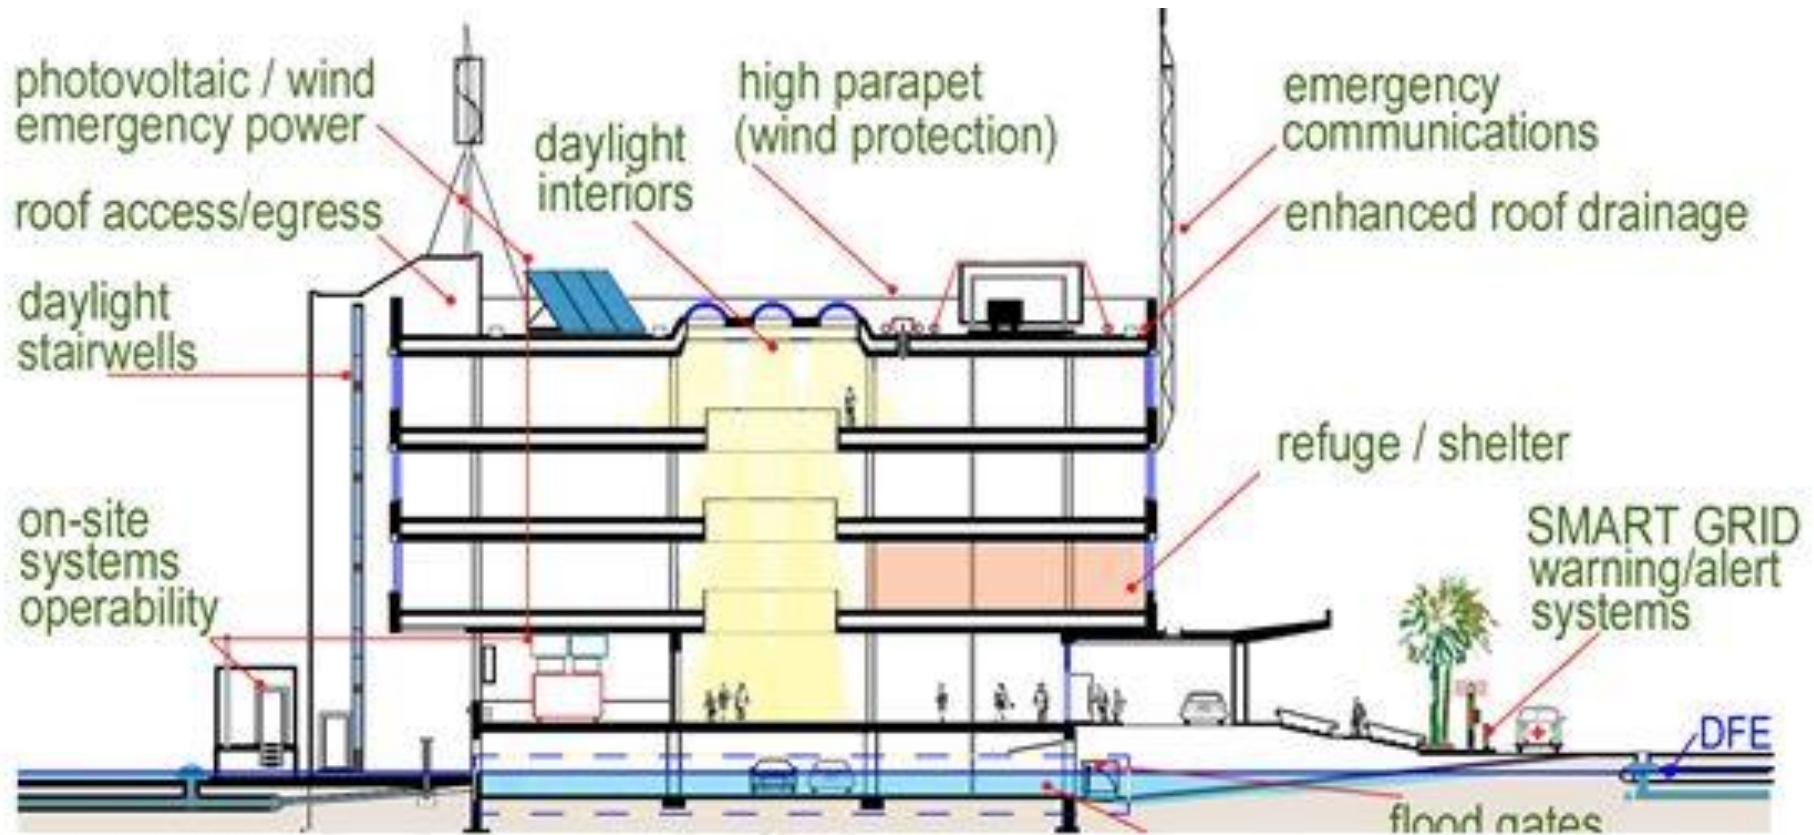 photovoltaic / wind
emergency power
roof access/egress
daylight
stairwells
on-site
systems
operability
daylight
interiors
high parapet
(wind protection)
emergency
communications
enhanced roof drainage
refuge / shelter
SMART GRID
warning/alert
systems
DFE
flood gates